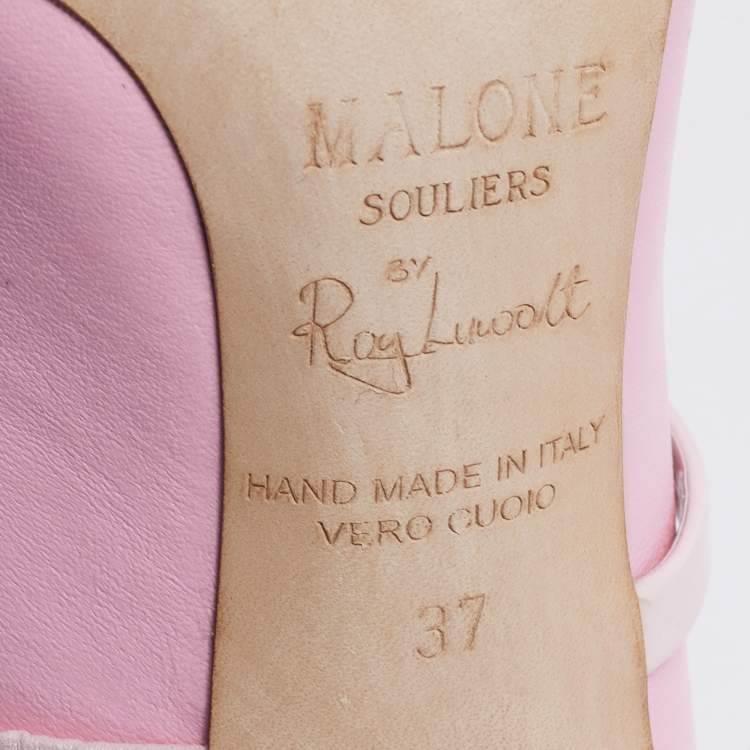 MALONE
SOULIERS
BY
Roy Luwolt
HAND MADE IN ITALY
VERO CUOIO
37